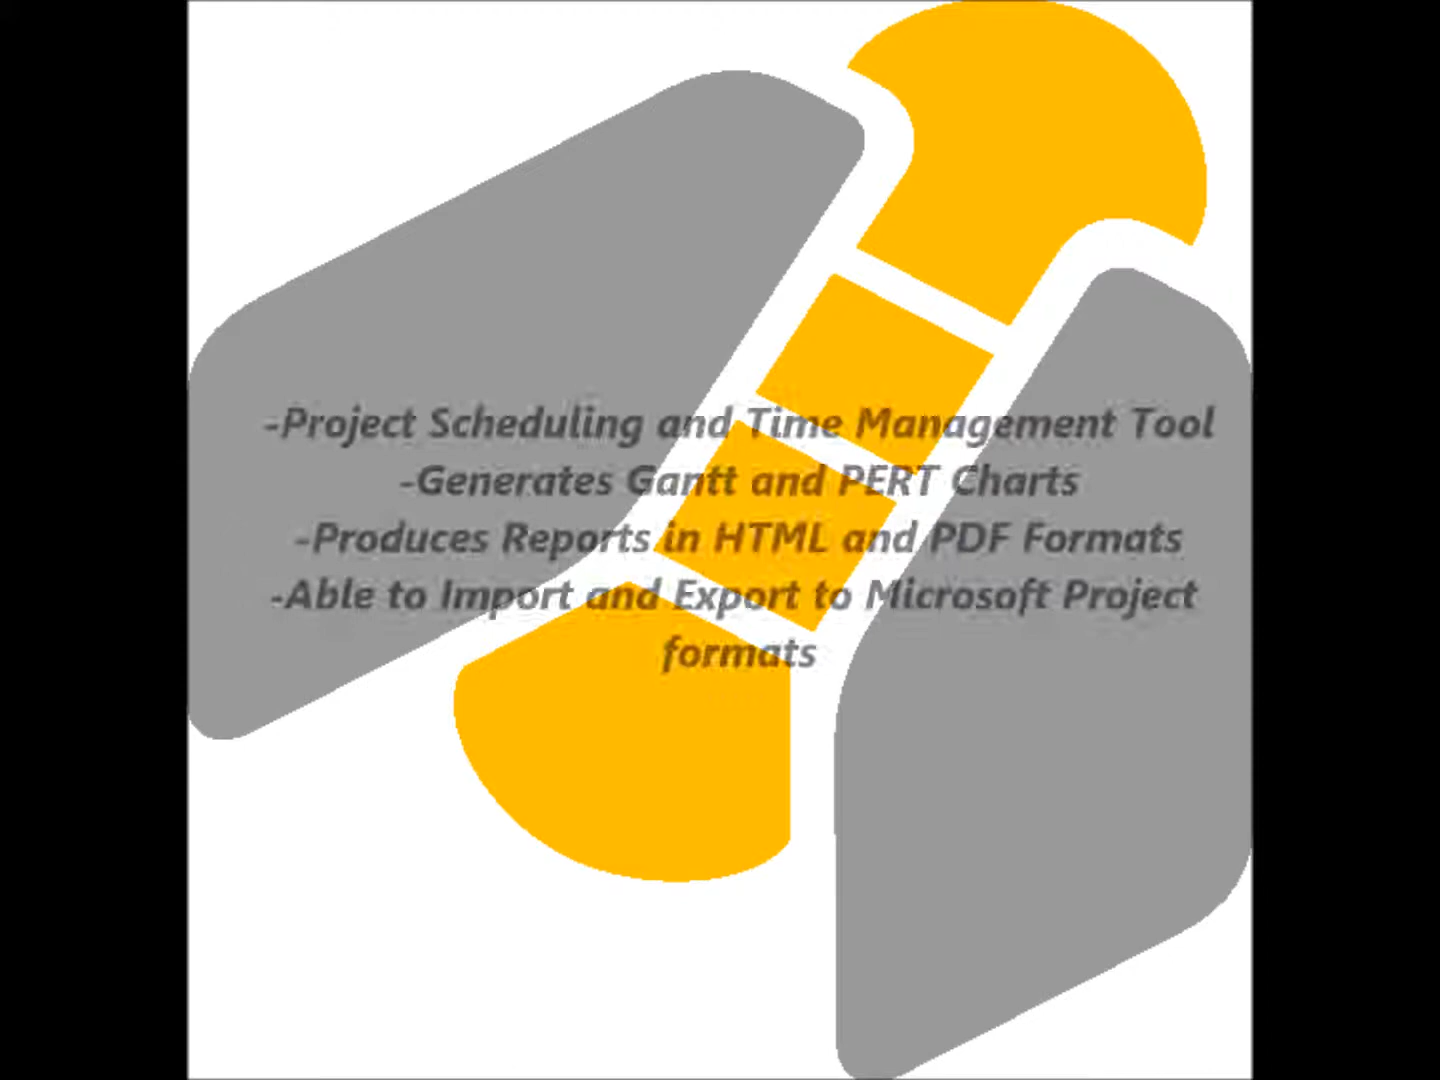 -Project Scheduling and Time Management Tool
-Generates Gantt and PERT Charts
-Produces Reports in HTML and PDF Formats
-Able to Import and Export to Microsoft Project
formats